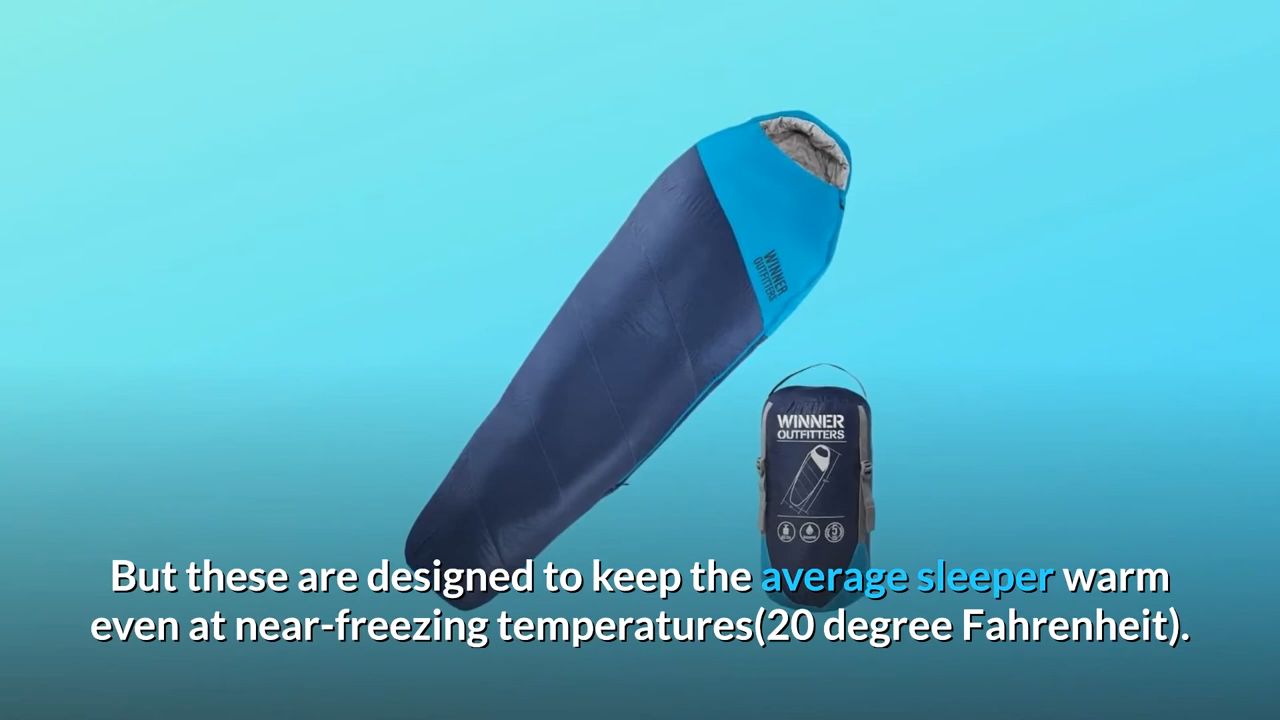 WINNER
OUTFITTERS
WINNER
OUTFITTERS
5
But these are designed to keep the average sleeper warm
even at near-freezing temperatures(20 degree Fahrenheit).